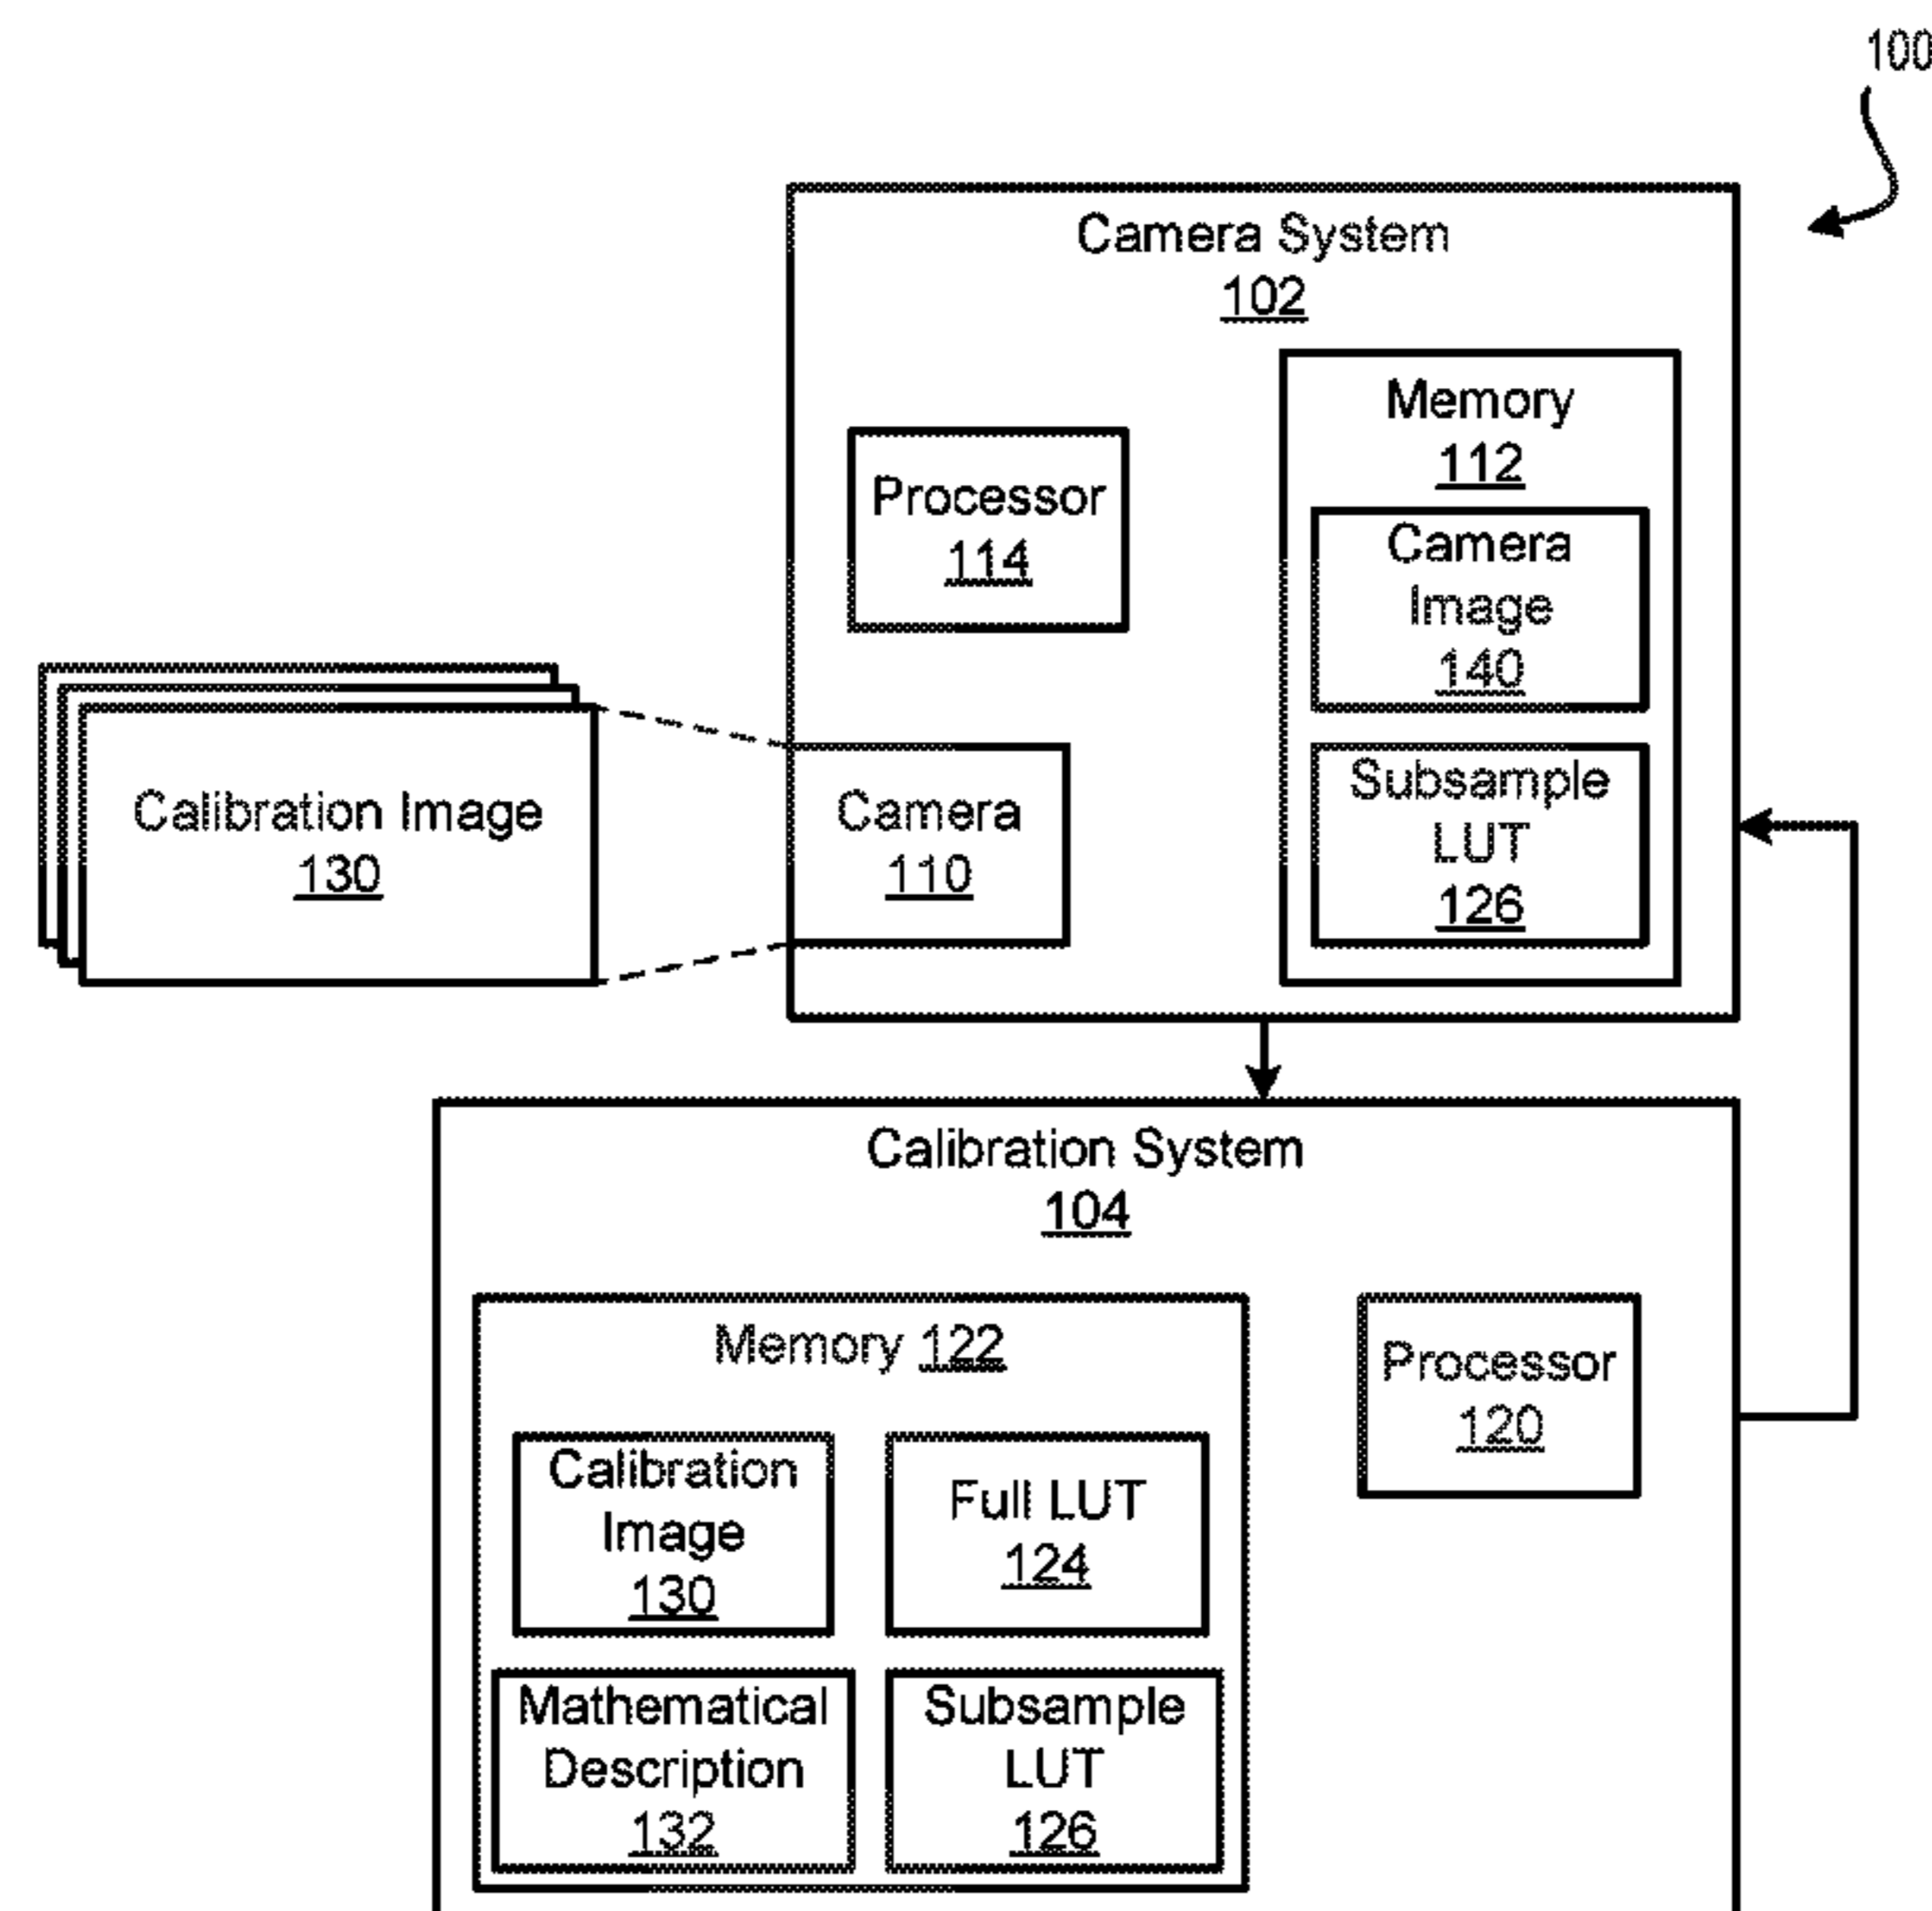 100
Camera System
102
Memory
112
Processor
114
Camera
Image
140
Calibration Image
130
Camera
110
Subsample
LUT
126
Calibration System
104
Memory 122
Processor
120
Calibration
Image
130
Full LUT
124
Mathematical
Description
132
Subsample
LUT
126